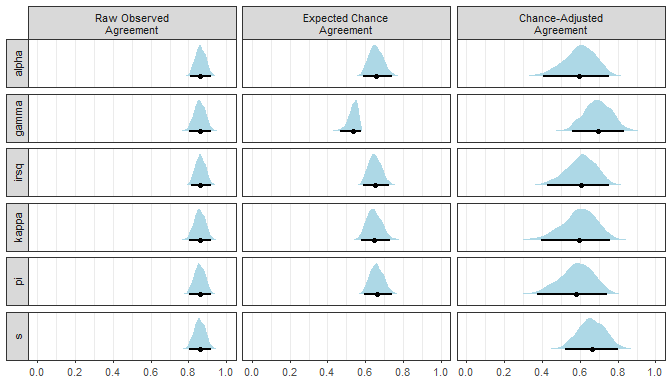 Raw Observed
Agreement
Expected Chance
Agreement
Chance-Adjusted
Agreement
alpha
gamma
irsq
kappa
pi
s
0.0 0.2 0.4 0.6 0.8 1.0 0.0 0.2 0.4 0.6 0.8 1.0 0.0 0.2 0.4 0.6 0.8 1.0